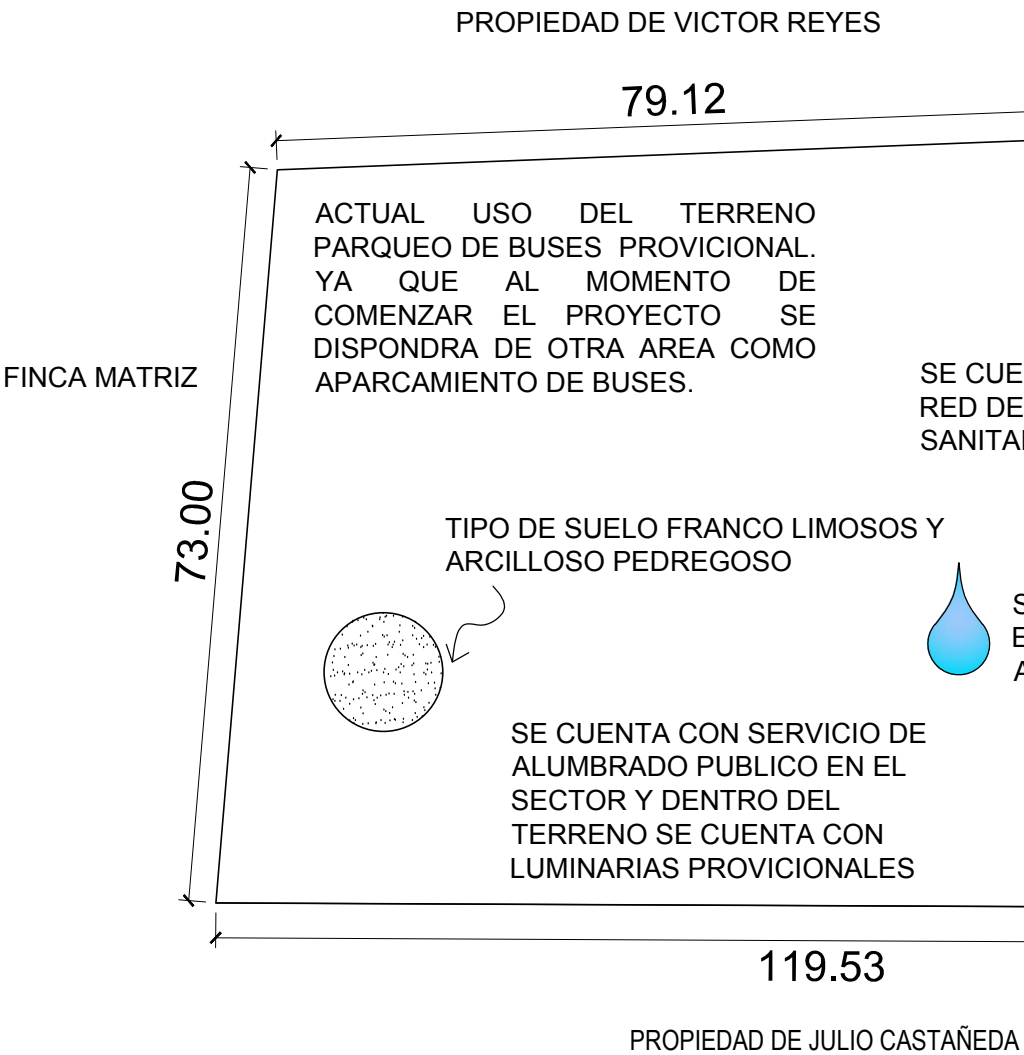 PROPIEDAD DE VICTOR REYES
79.12
ACTUAL USO DEL TERRENO
PARQUEO DE BUSES PROVICIONAL.
YA QUE AL MOMENTO DE
COMENZAR EL PROYECTO SE
DISPONDRA DE OTRA AREA COMO
APARCAMIENTO DE BUSES.
FINCA MATRIZ
SE
RED DE
73.00
TIPO DE SUELO FRANCO LIMOSOS Y
ARCILLOSO PEDREGOSO
SE CUENTA CON SERVICIO DE
ALUMBRADO PUBLICO EN EL
SECTOR Y DENTRO DEL
TERRENO SE CUENTA CON
LUMINARIAS PROVICIONALES
119.53
PROPIEDAD DE JULIO CASTAÑEDA